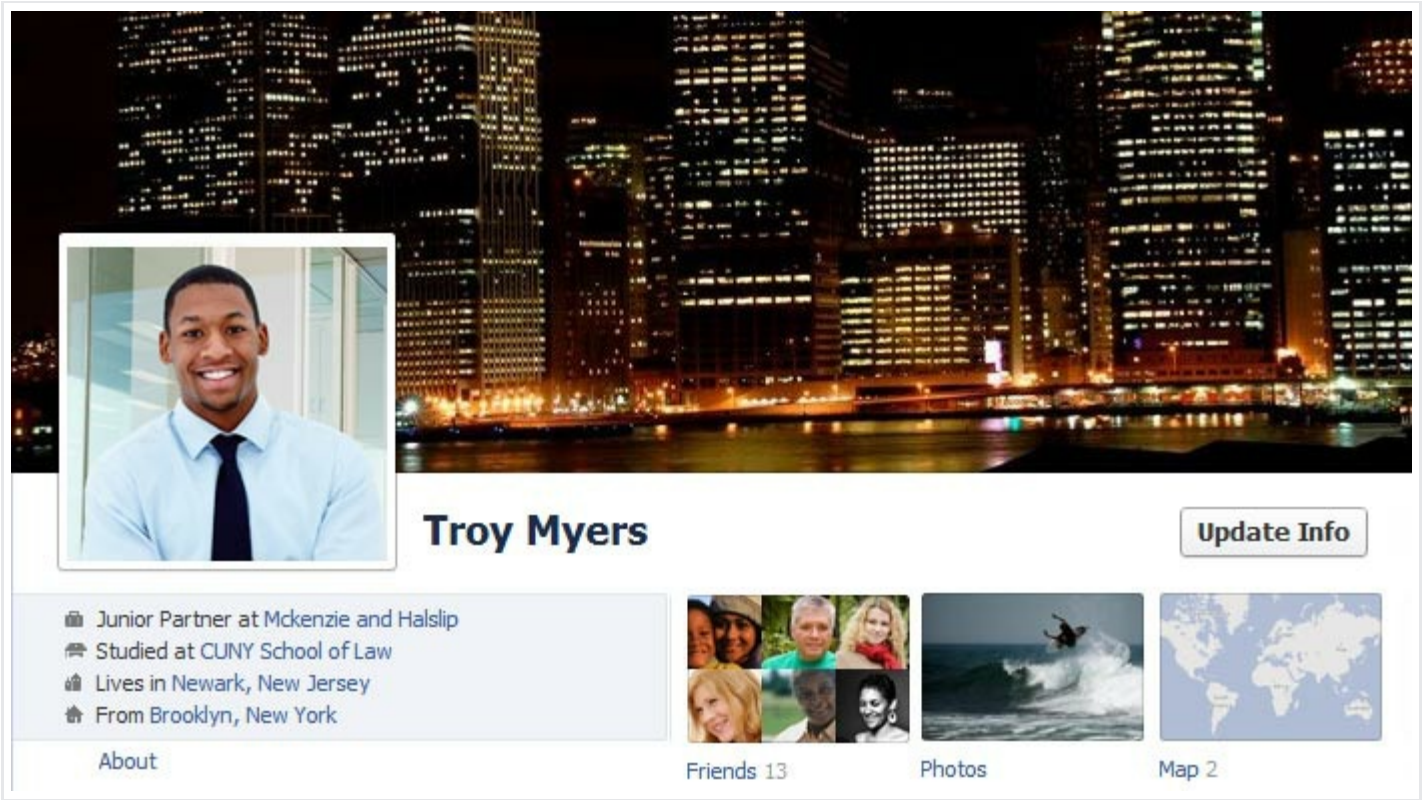 Troy Myers
Update Info
Junior Partner at Mckenzie and Halslip
Studied at CUNY School of Law
Lives in Newark, New Jersey
From Brooklyn, New York
About
Friends 13
Photos
Map 2